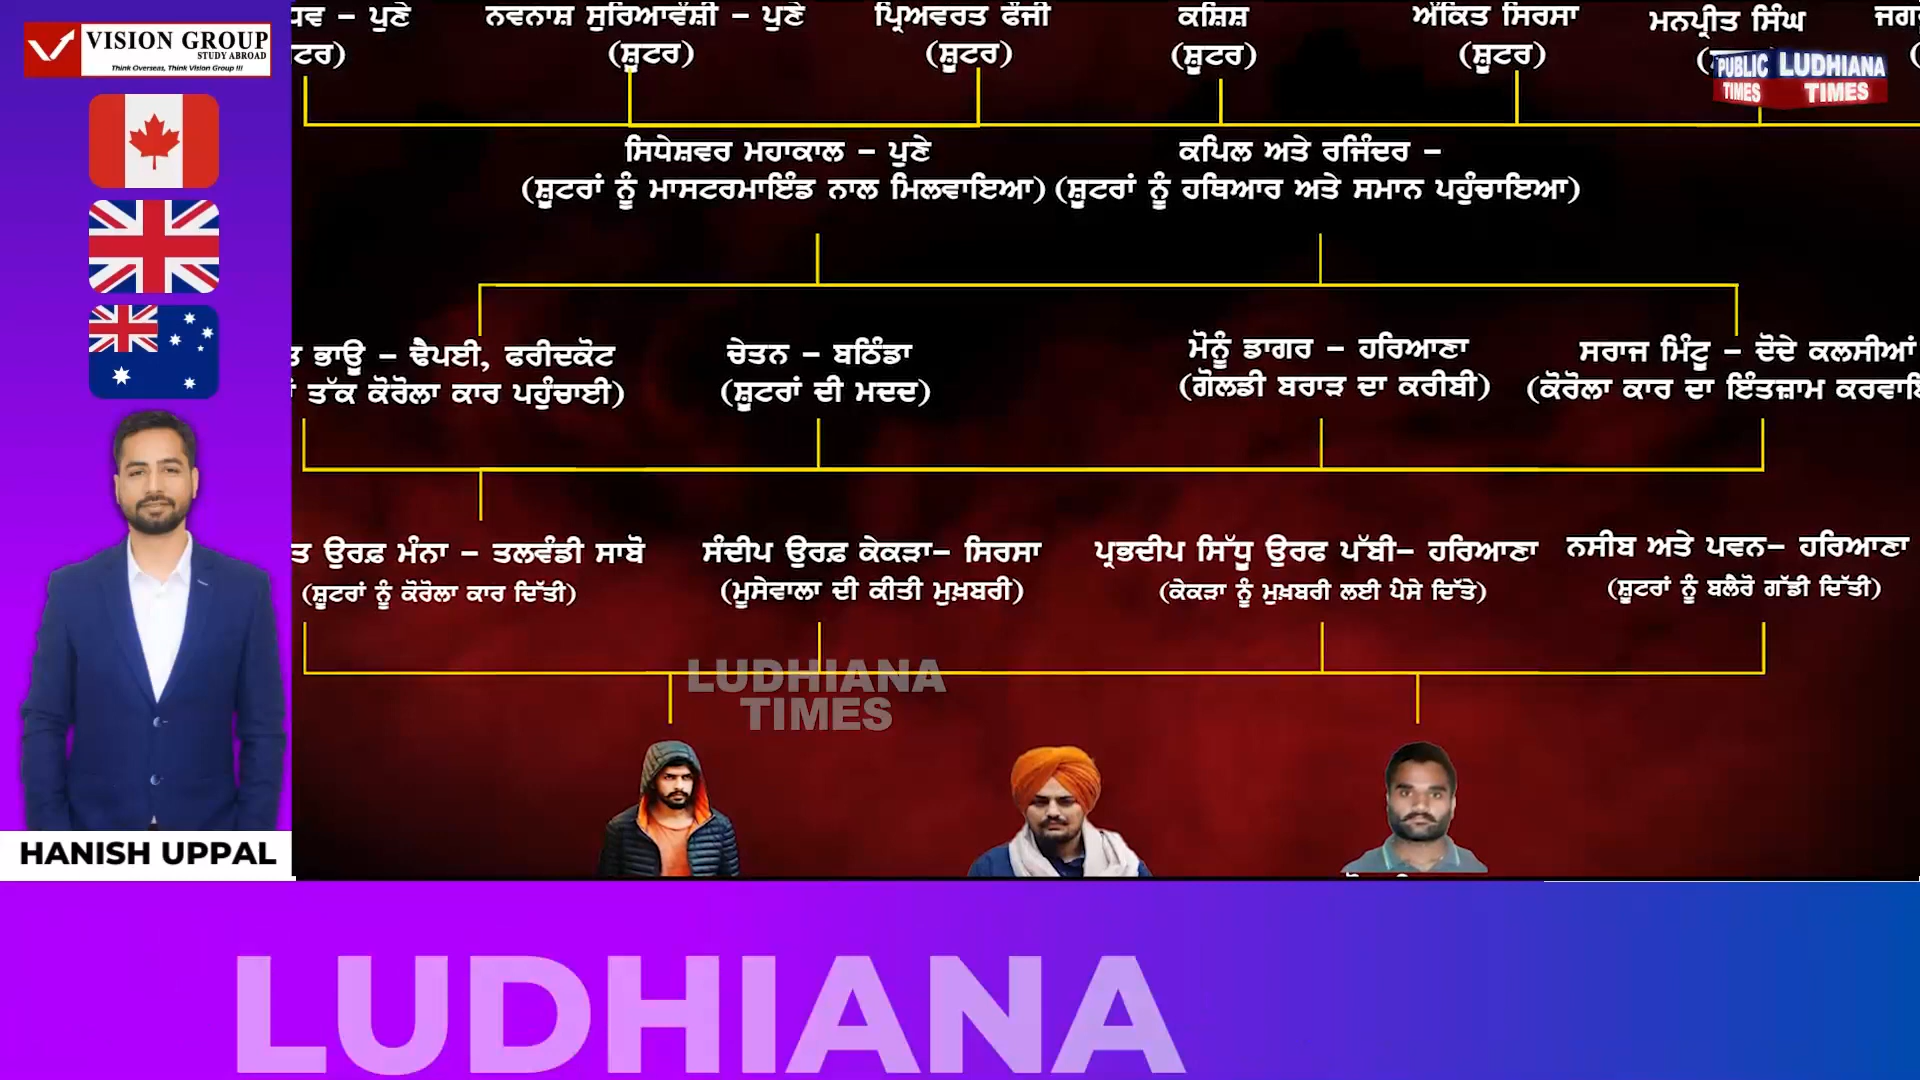 VISION GROUP
STUDY ABROAD
Think Overseas, Think Vision Group !!!
– ਪੁਣੇ
ਨਵਨਾਸ਼ ਸੁਰਿਆਵੰਸ਼ੀ – ਪੁਣੇ
(ਸ਼ੂਟਰ)
ਪ੍ਰਿਅਵਰਤ ਫੌਜੀ
(ਸ਼ੂਟਰ)
ਕਸ਼ਿਸ਼
(ਸ਼ੂਟਰ)
ਅੰਕਿਤ ਸਿਰਸਾ
(ਸ਼ੂਟਰ)
ਮਨਪ੍ਰੀਤ ਸਿੰਘ
PUBLIC TIMES
LUDHIANA TIMES
ਸਿਧੇਸ਼ਵਰ ਮਹਾਕਾਲ – ਪੁਣੇ
(ਸ਼ੂਟਰਾਂ ਨੂੰ ਮਾਸਟਰਮਾਇੰਡ ਨਾਲ ਮਿਲਵਾਇਆ)
ਕਪਿਲ ਅਤੇ ਰਜਿੰਦਰ –
(ਸ਼ੂਟਰਾਂ ਨੂੰ ਹਥਿਆਰ ਅਤੇ ਸਮਾਨ ਪਹੁੰਚਾਇਆ)
ਭਾਊ – ਢੈਪਈ, ਫਰੀਦਕੋਟ
ਤੱਕ ਕੋਰੋਲਾ ਕਾਰ ਪਹੁੰਚਾਈ)
ਚੇਤਨ – ਬਠਿੰਡਾ
(ਸ਼ੂਟਰਾਂ ਦੀ ਮਦਦ)
ਮੋਨੂੰ ਡਾਗਰ – ਹਰਿਆਣਾ
(ਗੋਲਡੀ ਬਰਾੜ ਦਾ ਕਰੀਬੀ)
ਸਰਾਜ ਮਿੰਟੂ – ਦੋਦੇ ਕਲਸੀਆਂ
(ਕੋਰੋਲਾ ਕਾਰ ਦਾ ਇੰਤਜ਼ਾਮ
ਉਰਫ਼ ਮੰਨਾ – ਤਲਵੰਡੀ ਸਾਬੋ
(ਸ਼ੂਟਰਾਂ ਨੂੰ ਕੋਰੋਲਾ ਕਾਰ ਦਿੱਤੀ)
ਸੰਦੀਪ ਉਰਫ਼ ਕੇਕੜਾ– ਸਿਰਸਾ
(ਮੂਸੇਵਾਲਾ ਦੀ ਕੀਤੀ ਮੁਖ਼ਬਰੀ)
ਪ੍ਰਭਦੀਪ ਸਿੱਧੂ ਉਰਫ ਪੱਬੀ– ਹਰਿਆਣਾ
(ਕੇਕੜਾ ਨੂੰ ਮੁਖ਼ਬਰੀ ਲਈ ਪੈਸੇ ਦਿੱਤੇ)
ਨਸੀਬ ਅਤੇ ਪਵਨ– ਹਰਿਆਣਾ
(ਸ਼ੂਟਰਾਂ ਨੂੰ ਬਲੈਰੋ ਗੱਡੀ ਦਿੱਤੀ)
LUDHIANA
TIMES
HANISH UPPAL
LUDHIANA